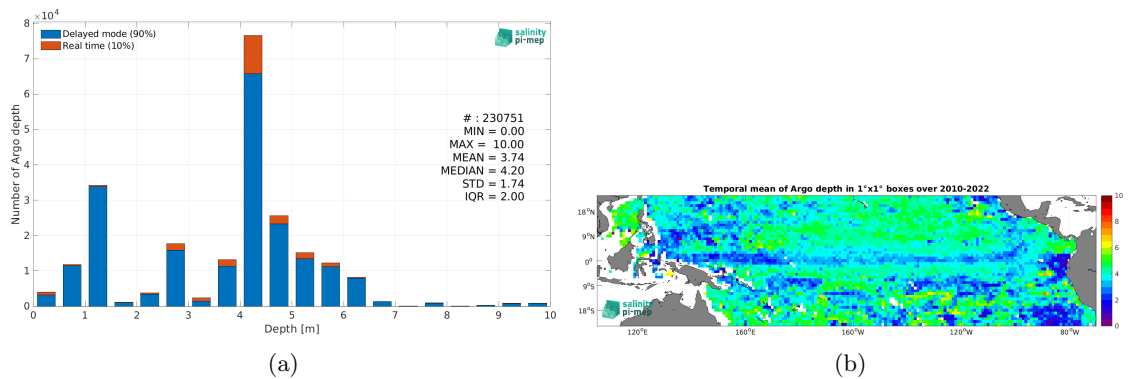 ×10⁴
8
7
6
5
4
3
2
1
0
Number of Argo depth
Delayed mode (90%)
Real time (10%)
salinity
pi-mep
# : 230751
MIN = 0.00
MAX = 10.00
MEAN = 3.74
MEDIAN = 4.20
STD = 1.74
IQR = 2.00
0 1 2 3 4 5 6 7 8 9 10
Depth [m]
(a)
Temporal mean of Argo depth in 1°x1° boxes over 2010-2022
18°N
9°N
0°
9°S
18°S
salinity
pi-mep
120°E 160°E 160°W 120°W 80°W
10
8
6
4
2
0
(b)